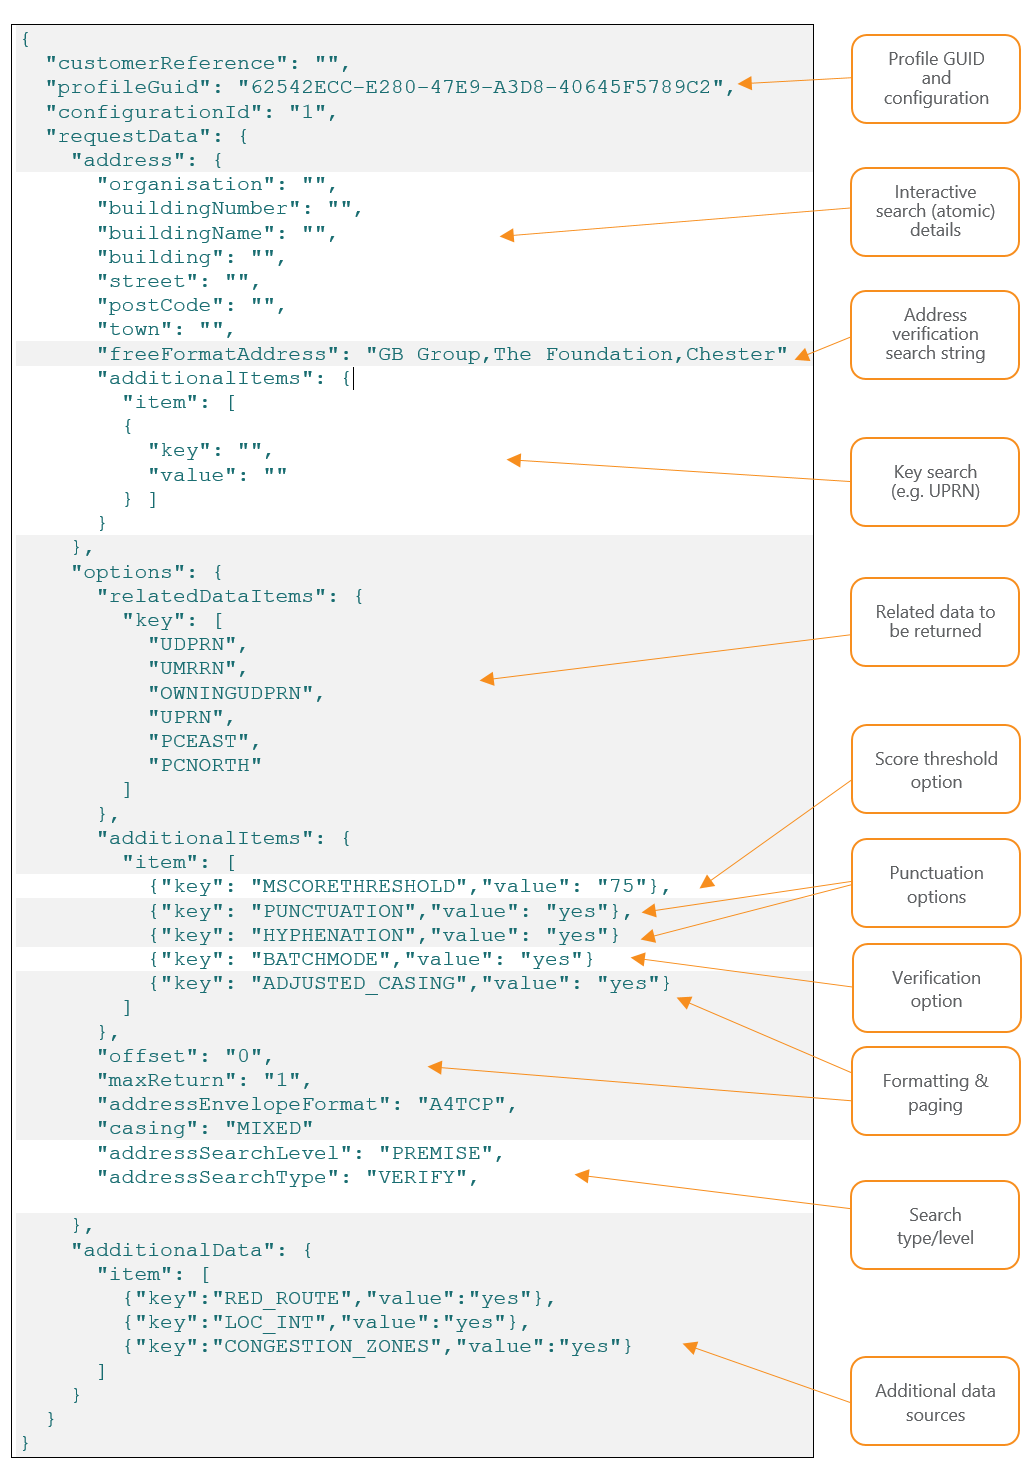 {
"customerReference": "",
"profileGuid": "62542ECC-E280-47E9-A3D8-40645F5789C2",
"configurationId": "1",
"requestData": {
"address": {
"organisation": "",
"buildingNumber": "",
"buildingName": "",
"building": "",
"street": "",
"postCode": "",
"town": "",
"freeFormatAddress": "GB Group,The Foundation,Chester"
"additionalItems": {
"item": [
{
"key": "",
"value": ""
} ]
}
},
"options": {
"relatedDataItems": {
"key": [
"UDPRN",
"UMRRN",
"OWNINGUDPRN",
"UPRN",
"PCEAST",
"PCNORTH"
]
},
"additionalItems": {
"item": [
{"key": "MSCORETHRESHOLD","value": "75"},
{"key": "PUNCTUATION","value": "yes"},
{"key": "HYPHENATION","value": "yes"}
{"key": "BATCHMODE","value": "yes"}
{"key": "ADJUSTED_CASING","value": "yes"}
]
},
"offset": "0",
"maxReturn": "1",
"addressEnvelopeFormat": "A4TCP",
"casing": "MIXED"
"addressSearchLevel": "PREMISE",
"addressSearchType": "VERIFY",
},
"additionalData": {
"item": [
{"key":"RED_ROUTE","value":"yes"},
{"key":"LOC_INT","value":"yes"},
{"key":"CONGESTION_ZONES","value":"yes"}
]
}
}
}
Profile GUID
and
configuration
Interactive
search (atomic)
details
Address
verification
search string
Key search
(e.g. UPRN)
Related data to
be returned
Score threshold
option
Punctuation
options
Verification
option
Formatting &
paging
Search
type/level
Additional data
sources